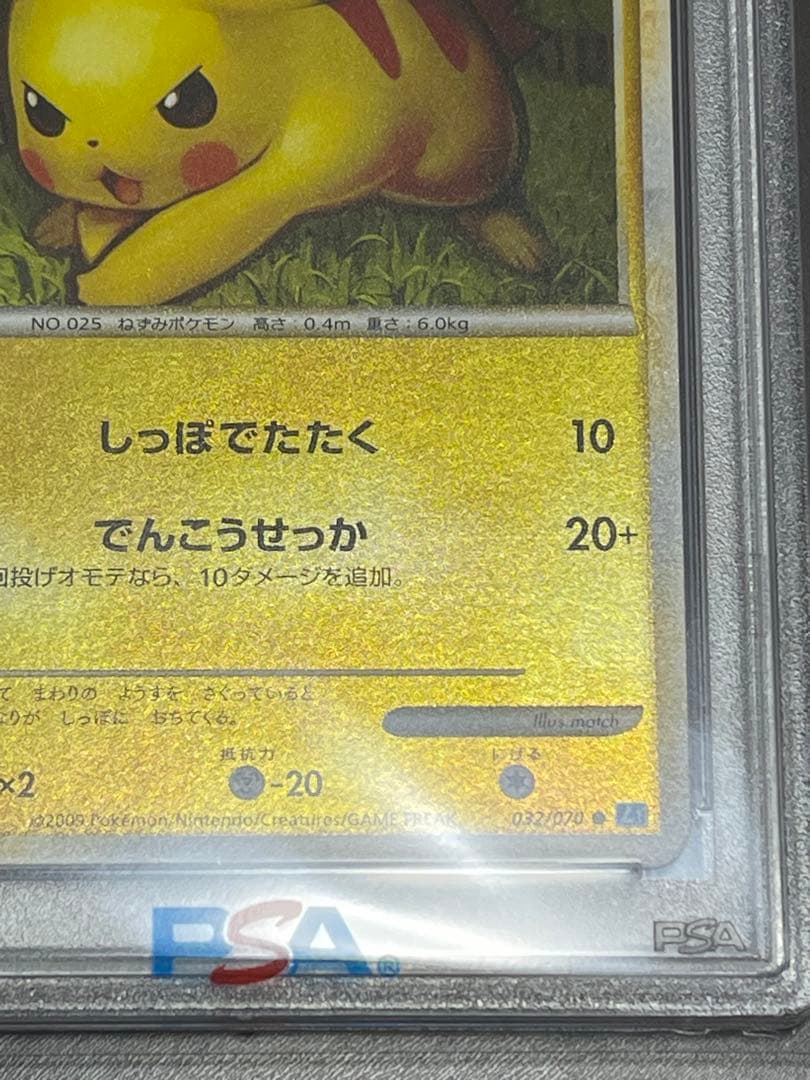 NO.025 ねずみポケモン 高さ:0.4m 重さ:6.0kg
しっぽでたたく 10
でんこうせっか 20+
回投げオモテなら、10ダメージを追加。
て まわりの ようすを さぐっていると
なりが しっぽに おちてくる。
Illus. match
抵抗力 にげる
×2 -20
©2009 Pokémon/Nintendo/Creatures/GAME FREAK 032/070 ● L1
PSA® PSA